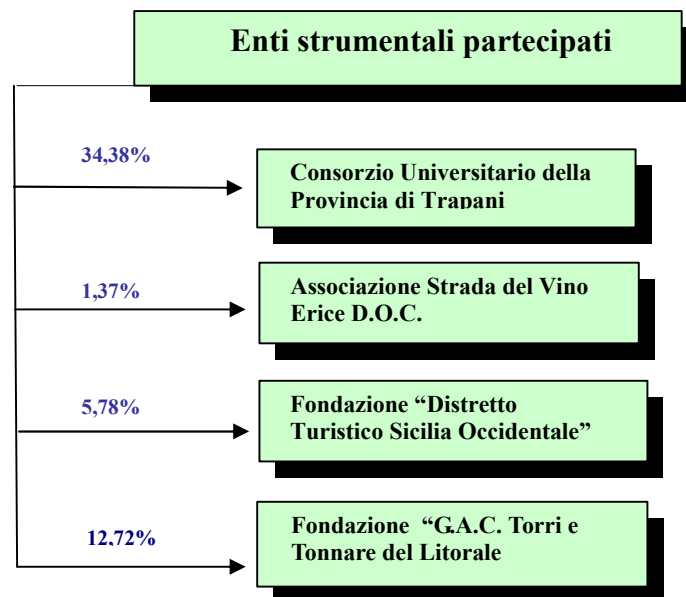 Enti strumentali partecipati
34,38%
Consorzio Universitario della
Provincia di Trapani
1,37%
Associazione Strada del Vino
Erice D.O.C.
5,78%
Fondazione “Distretto
Turistico Sicilia Occidentale”
12,72%
Fondazione “G.A.C. Torri e
Tonnare del Litorale